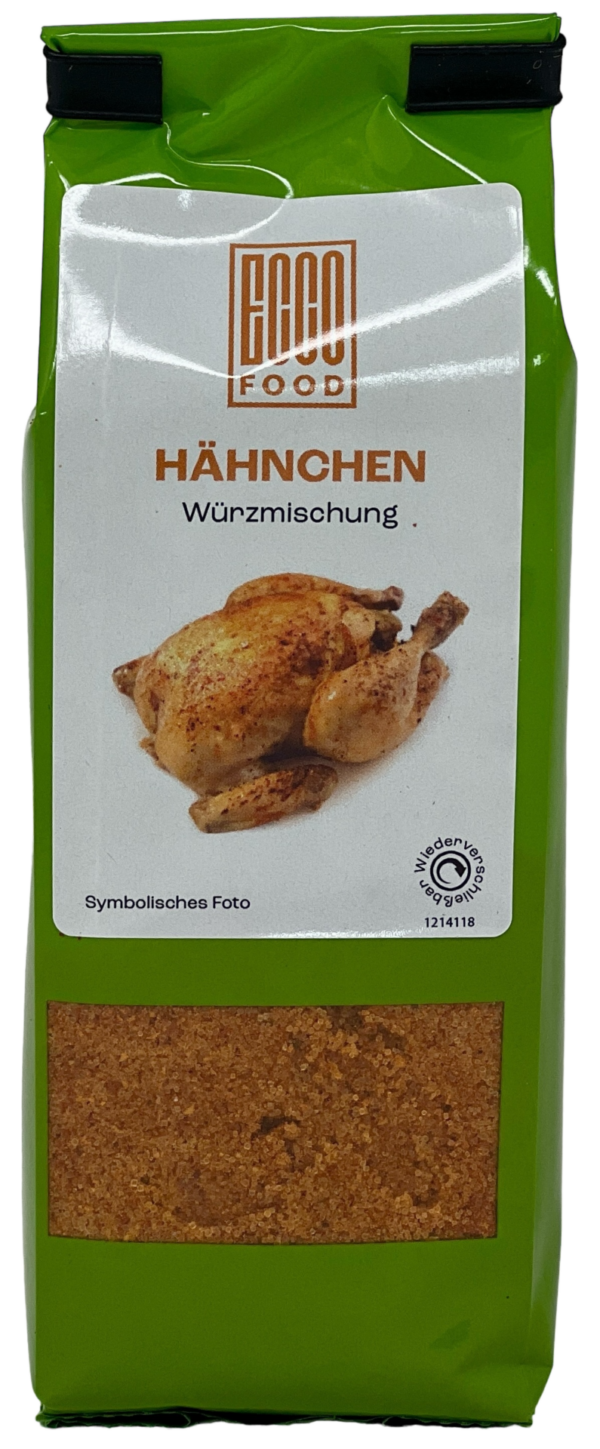 ECCO
FOOD
HÄHNCHEN
Würzmischung
Wiederverschließbar
Symbolisches Foto
1214118